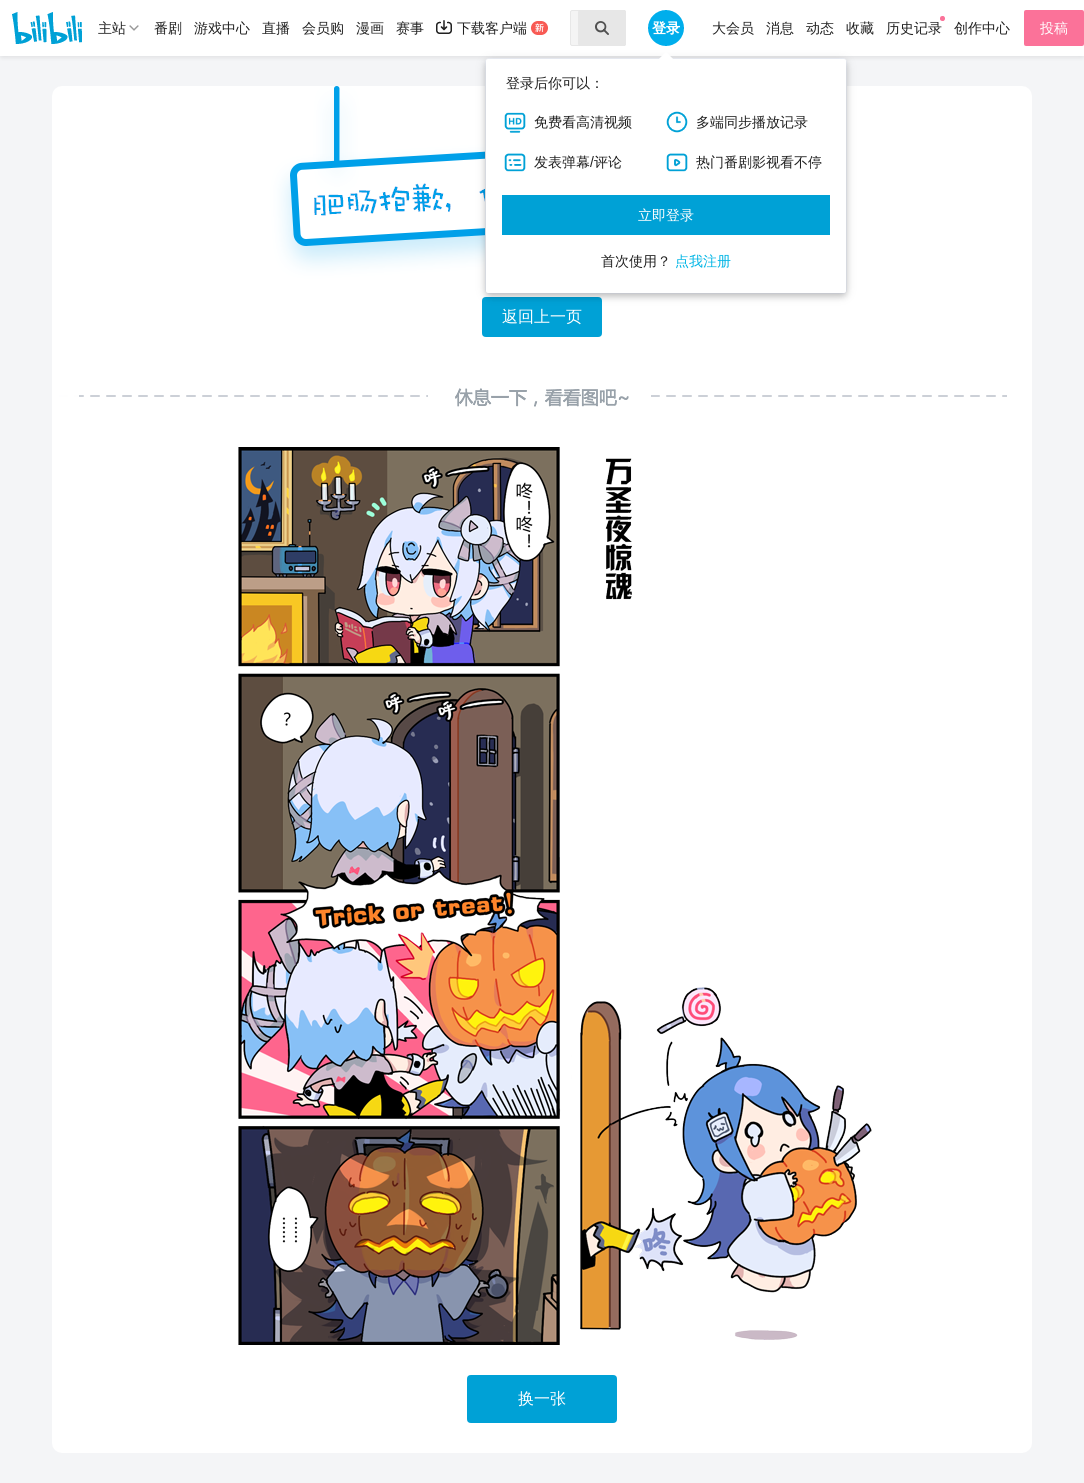 bilibili 主站 番剧 游戏中心 直播 会员购 漫画 赛事 下载客户端 新 登录 大会员 消息 动态 收藏 历史记录 创作中心 投稿
登录后你可以：
HD 免费看高清视频 多端同步播放记录
发表弹幕/评论 热门番剧影视看不停
立即登录
首次使用？ 点我注册
肥肠抱歉，
返回上一页
休息一下，看看图吧~
万圣夜惊魂
呼
咚！咚！
?
呼
呼
Trick or treat!
……
咚
换一张